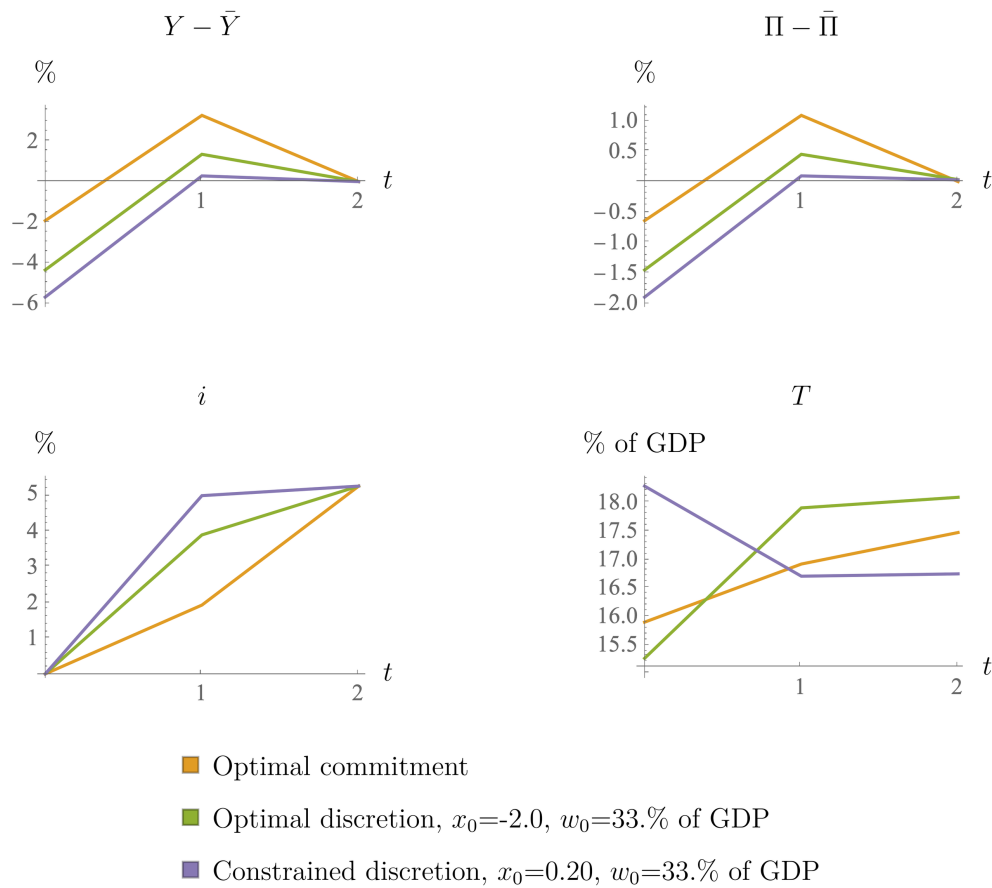 Y − Ȳ
Π − Π̄
%
%
2
−2
−4
−6
1
2
t
1.0
0.5
−0.5
−1.0
−1.5
−2.0
1
2
t
i
T
%
% of GDP
5
4
3
2
1
1
2
t
18.0
17.5
17.0
16.5
16.0
15.5
1
2
t
Optimal commitment
Optimal discretion, x₀=-2.0, w₀=33.% of GDP
Constrained discretion, x₀=0.20, w₀=33.% of GDP